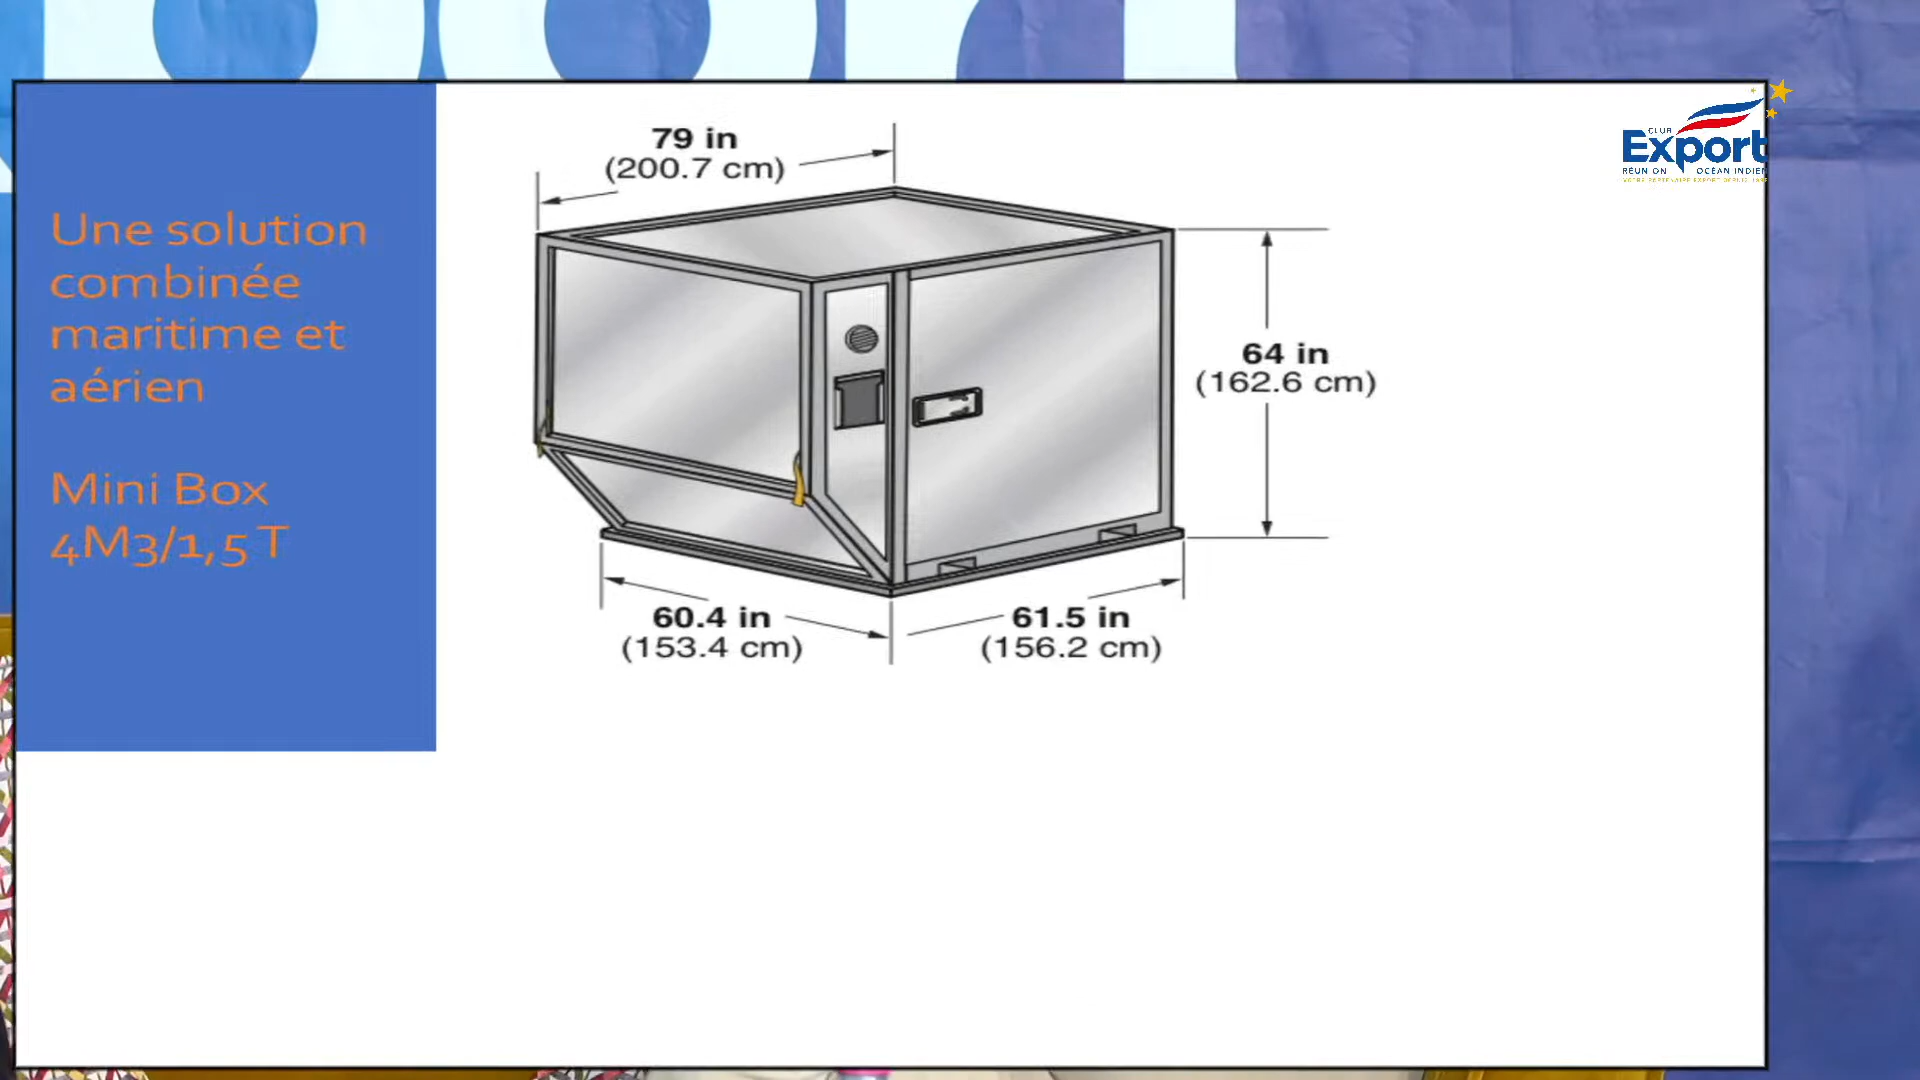 Une solution
combinée
maritime et
aérien
Mini Box
4M3/1,5 T
79 in
(200.7 cm)
64 in
(162.6 cm)
60.4 in
(153.4 cm)
61.5 in
(156.2 cm)
CLUB
Export
RÉUNION OCÉAN INDIEN